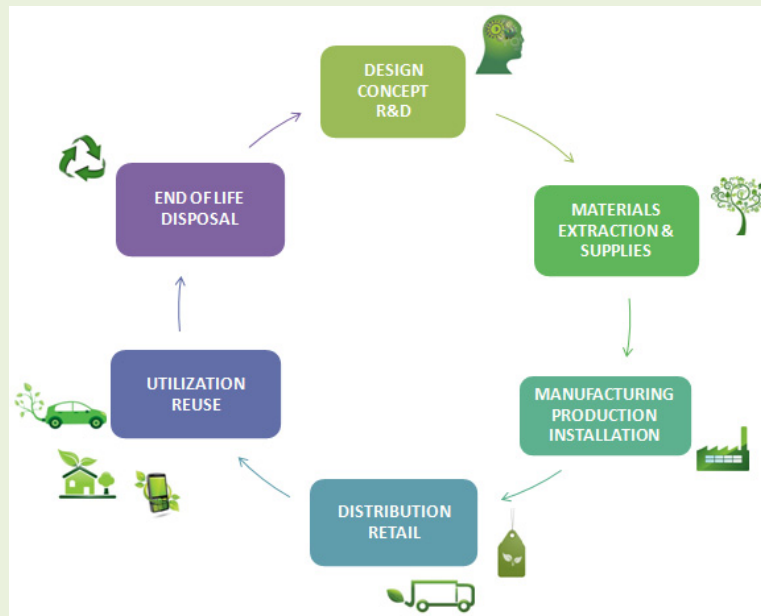 DESIGN
CONCEPT
R&D
MATERIALS
EXTRACTION &
SUPPLIES
MANUFACTURING
PRODUCTION
INSTALLATION
DISTRIBUTION
RETAIL
UTILIZATION
REUSE
END OF LIFE
DISPOSAL